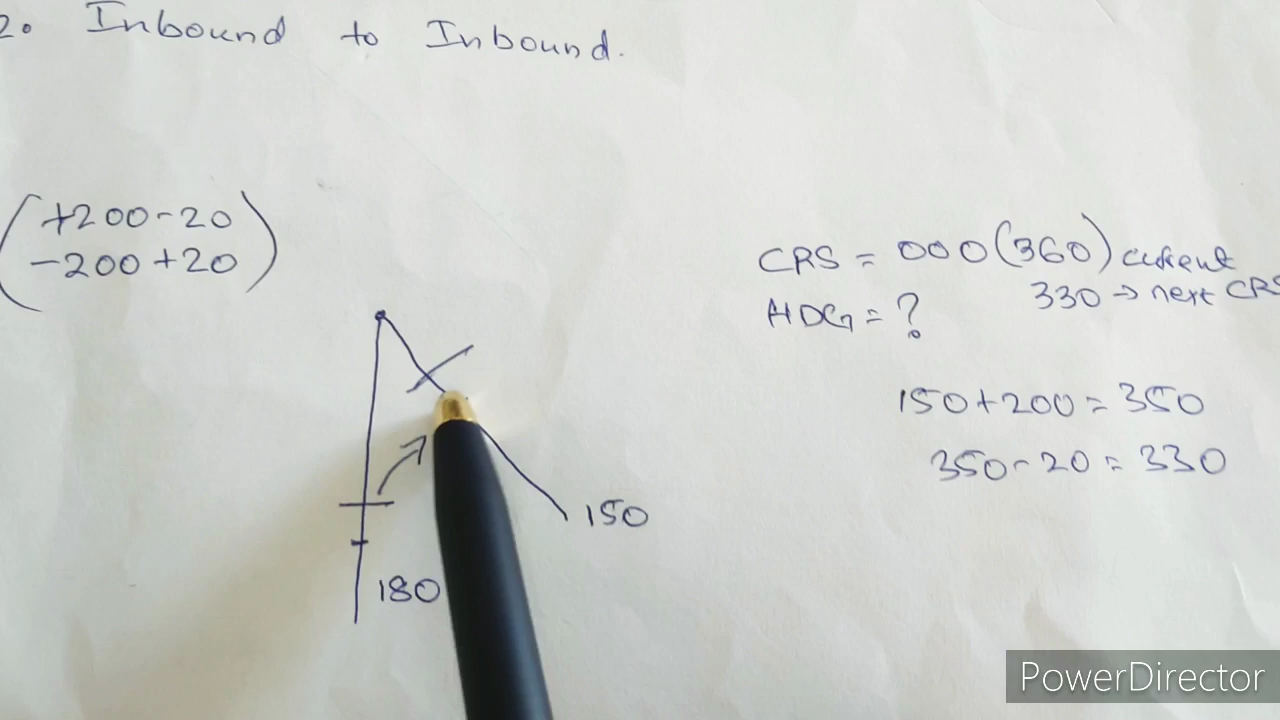 2. Inbound to Inbound.
+200-20
-200+20
CRS = 000(360) current
330 → next CRS
HDG = ?
150+200=350
350-20=330
150
180
PowerDirector